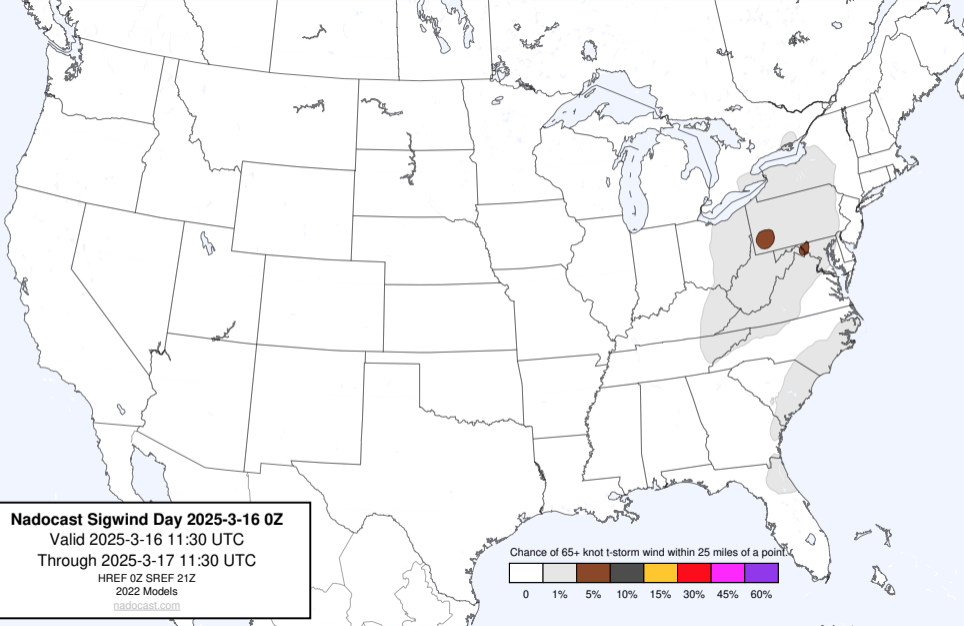 Nadocast Sigwind Day 2025-3-16 0Z
Valid 2025-3-16 11:30 UTC
Through 2025-3-17 11:30 UTC
HREF 0Z SREF 21Z
2022 Models
nadocast.com
Chance of 65+ knot t-storm wind within 25 miles of a point.
0 1% 5% 10% 15% 30% 45% 60%